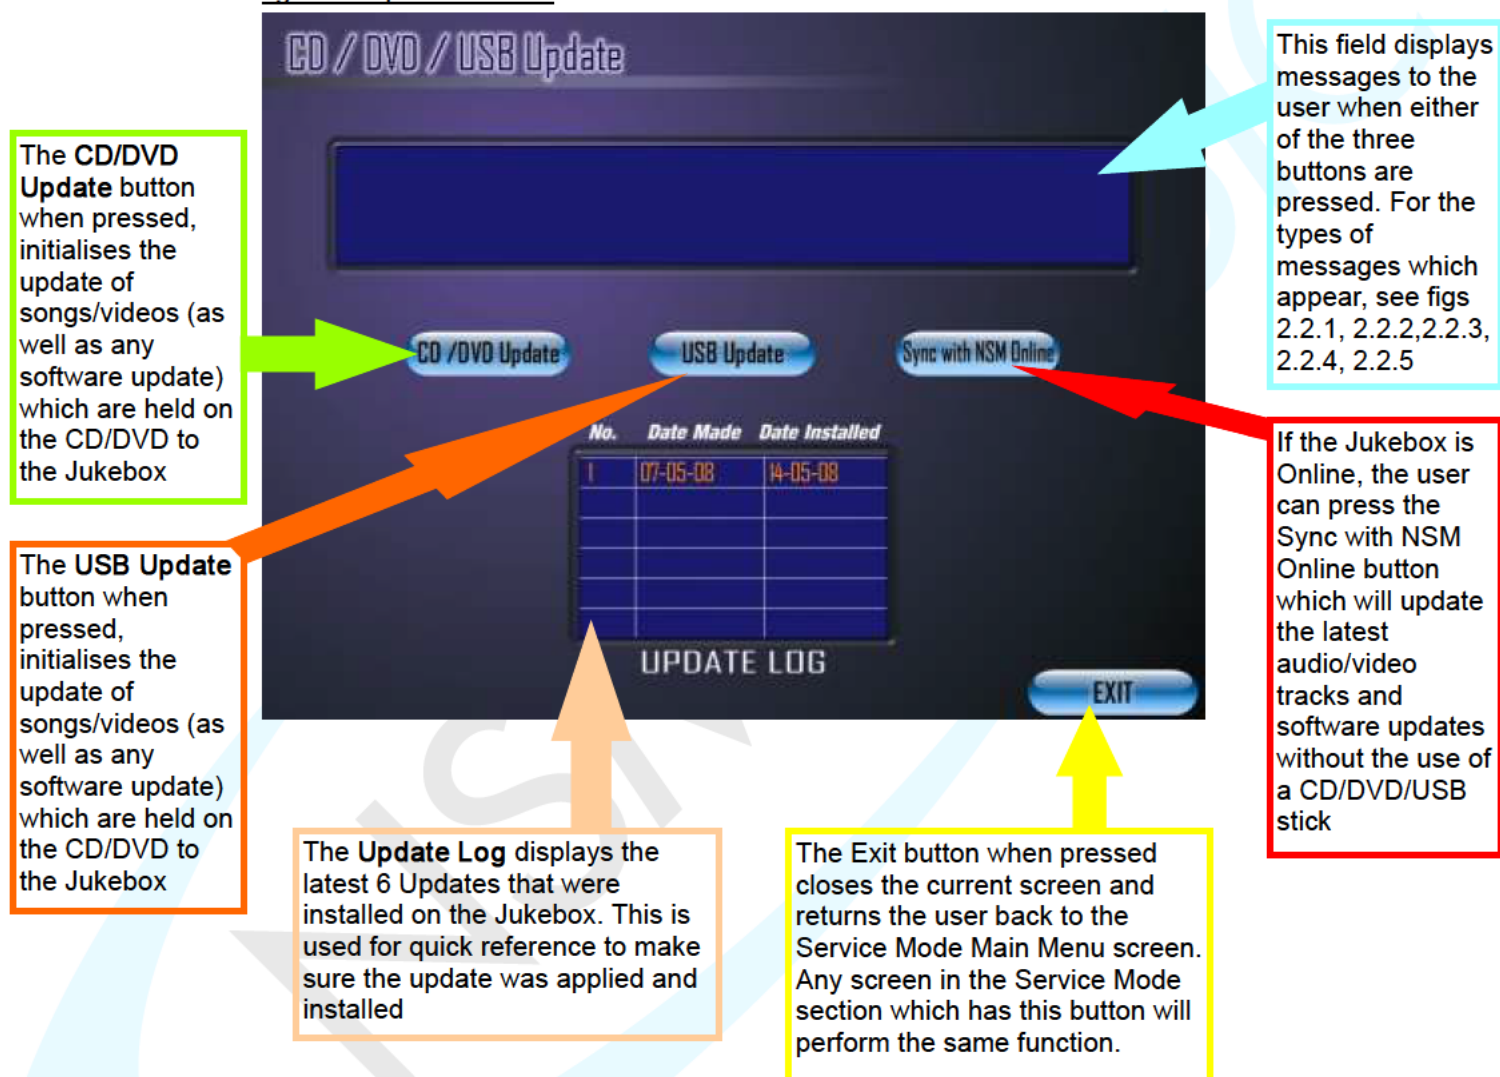 CD / DVD / USB Update
This field displays
messages to the
user when either
of the three
buttons are
pressed. For the
types of
messages which
appear, see figs
2.2.1, 2.2.2,2.2.3,
2.2.4, 2.2.5
The CD/DVD
Update button
when pressed,
initialises the
update of
songs/videos (as
well as any
software update)
which are held on
the CD/DVD to
the Jukebox
CD /DVD Update
USB Update
Sync with NSM Online
No. Date Made Date Installed
1 07-05-08 14-05-08
UPDATE LOG
EXIT
If the Jukebox is
Online, the user
can press the
Sync with NSM
Online button
which will update
the latest
audio/video
tracks and
software updates
without the use of
a CD/DVD/USB
stick
The USB Update
button when
pressed,
initialises the
update of
songs/videos (as
well as any
software update)
which are held on
the CD/DVD to
the Jukebox
The Update Log displays the
latest 6 Updates that were
installed on the Jukebox. This is
used for quick reference to make
sure the update was applied and
installed
The Exit button when pressed
closes the current screen and
returns the user back to the
Service Mode Main Menu screen.
Any screen in the Service Mode
section which has this button will
perform the same function.